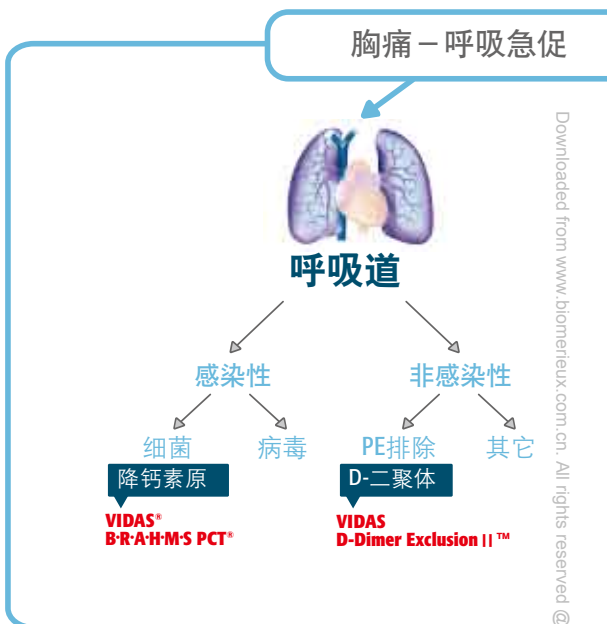 胸痛－呼吸急促
呼吸道
感染性 非感染性
细菌 病毒 PE排除 其它
降钙素原 D-二聚体
VIDAS®
B·R·A·H·M·S PCT®
VIDAS
D-Dimer Exclusion II ™
Downloaded from www.biomerieux.com.cn. All rights reserved @